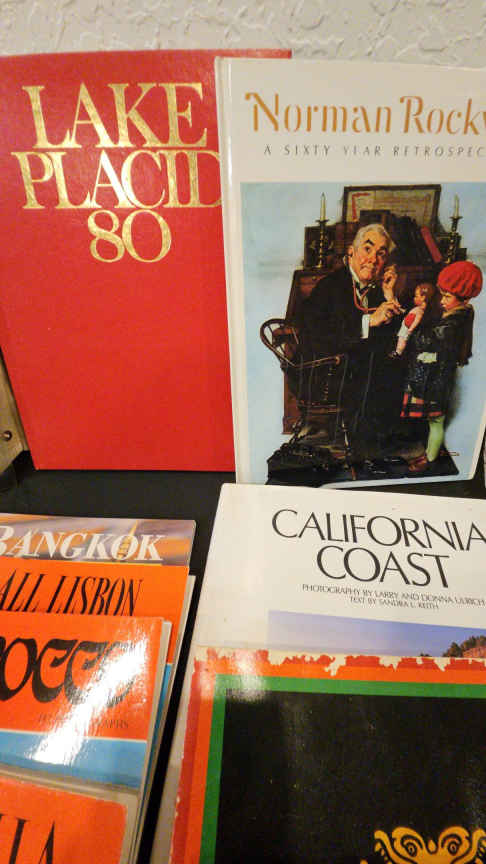 LAKE
PLACID
80
Norman Rock
A SIXTY YEAR RETROSPEC
BANGKOK
ALL LISBON
CALIFORNIA
COAST
PHOTOGRAPHY BY LARRY AND DONNA ULRICH
TEXT BY SANDRA L. KEITH
OCCO